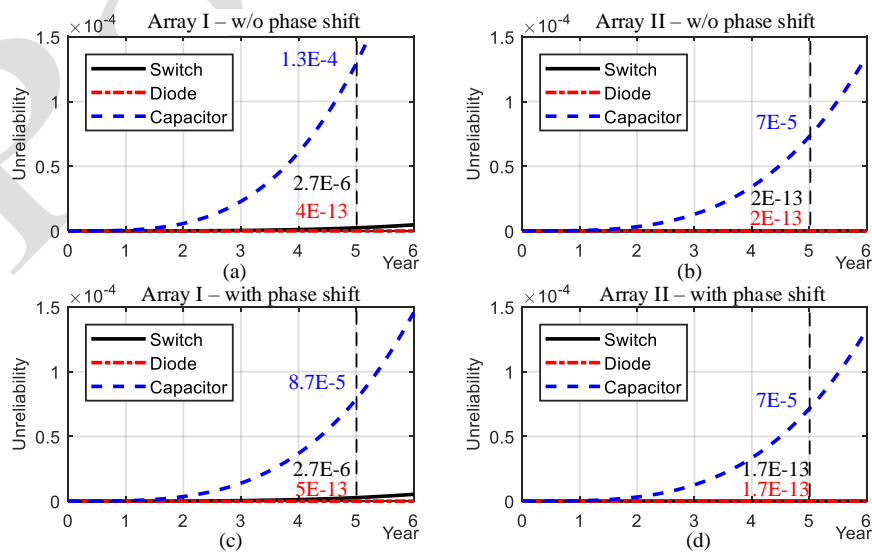 Array I – w/o phase shift
×10⁻⁴
1.5
1
0.5
0
Unreliability
Switch
Diode
Capacitor
1.3E-4
2.7E-6
4E-13
0 1 2 3 4 5 6
Year
(a)
Array II – w/o phase shift
×10⁻⁴
1.5
1
0.5
0
Unreliability
Switch
Diode
Capacitor
7E-5
2E-13
2E-13
0 1 2 3 4 5 6
Year
(b)
Array I – with phase shift
×10⁻⁴
1.5
1
0.5
0
Unreliability
Switch
Diode
Capacitor
8.7E-5
2.7E-6
5E-13
0 1 2 3 4 5 6
Year
(c)
Array II – with phase shift
×10⁻⁴
1.5
1
0.5
0
Unreliability
Switch
Diode
Capacitor
7E-5
1.7E-13
1.7E-13
0 1 2 3 4 5 6
Year
(d)